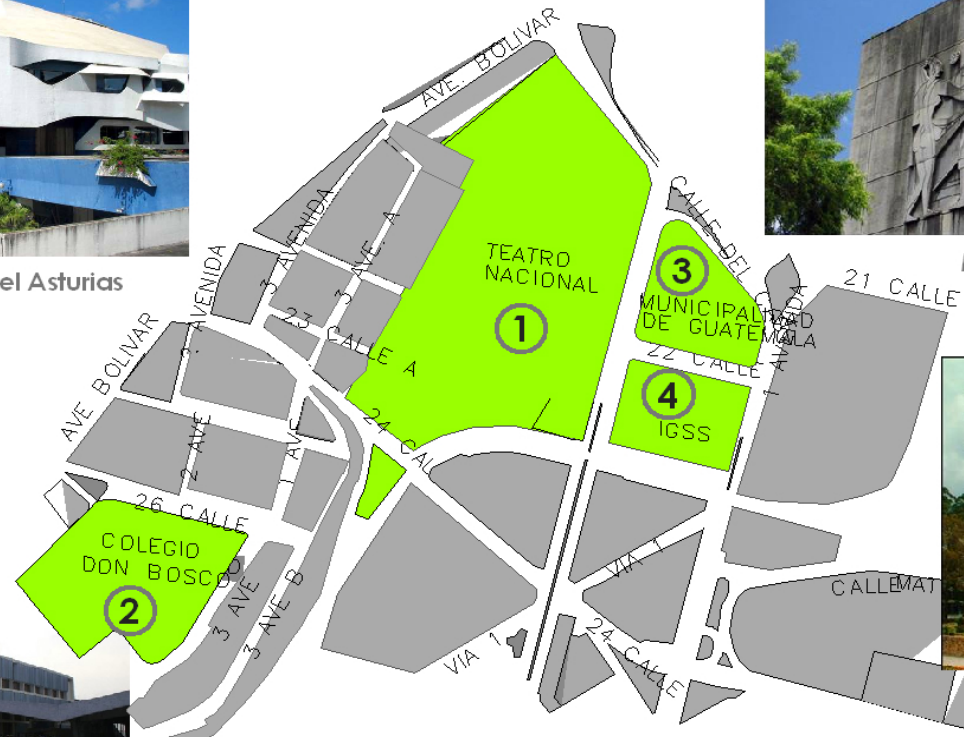 AVE. BOLIVAR
CALLE DEL
21 CALLE
3 AVENIDA
3 AVE. A
AVENIDA
TEATRO
NACIONAL
1
3
MUNICIPALIDAD
DE GUATEMALA
el Asturias
23 CALLE A
22 CALLE
4
IGSS
1
AVE BOLIVAR
24 CAL
2 AVE
1 AVE
26 CALLE
COLEGIO
DON BOSCO
2
3 AVE
3 AVE B
VIA 1
VIA 1
24 CALLE
CALLE MAT